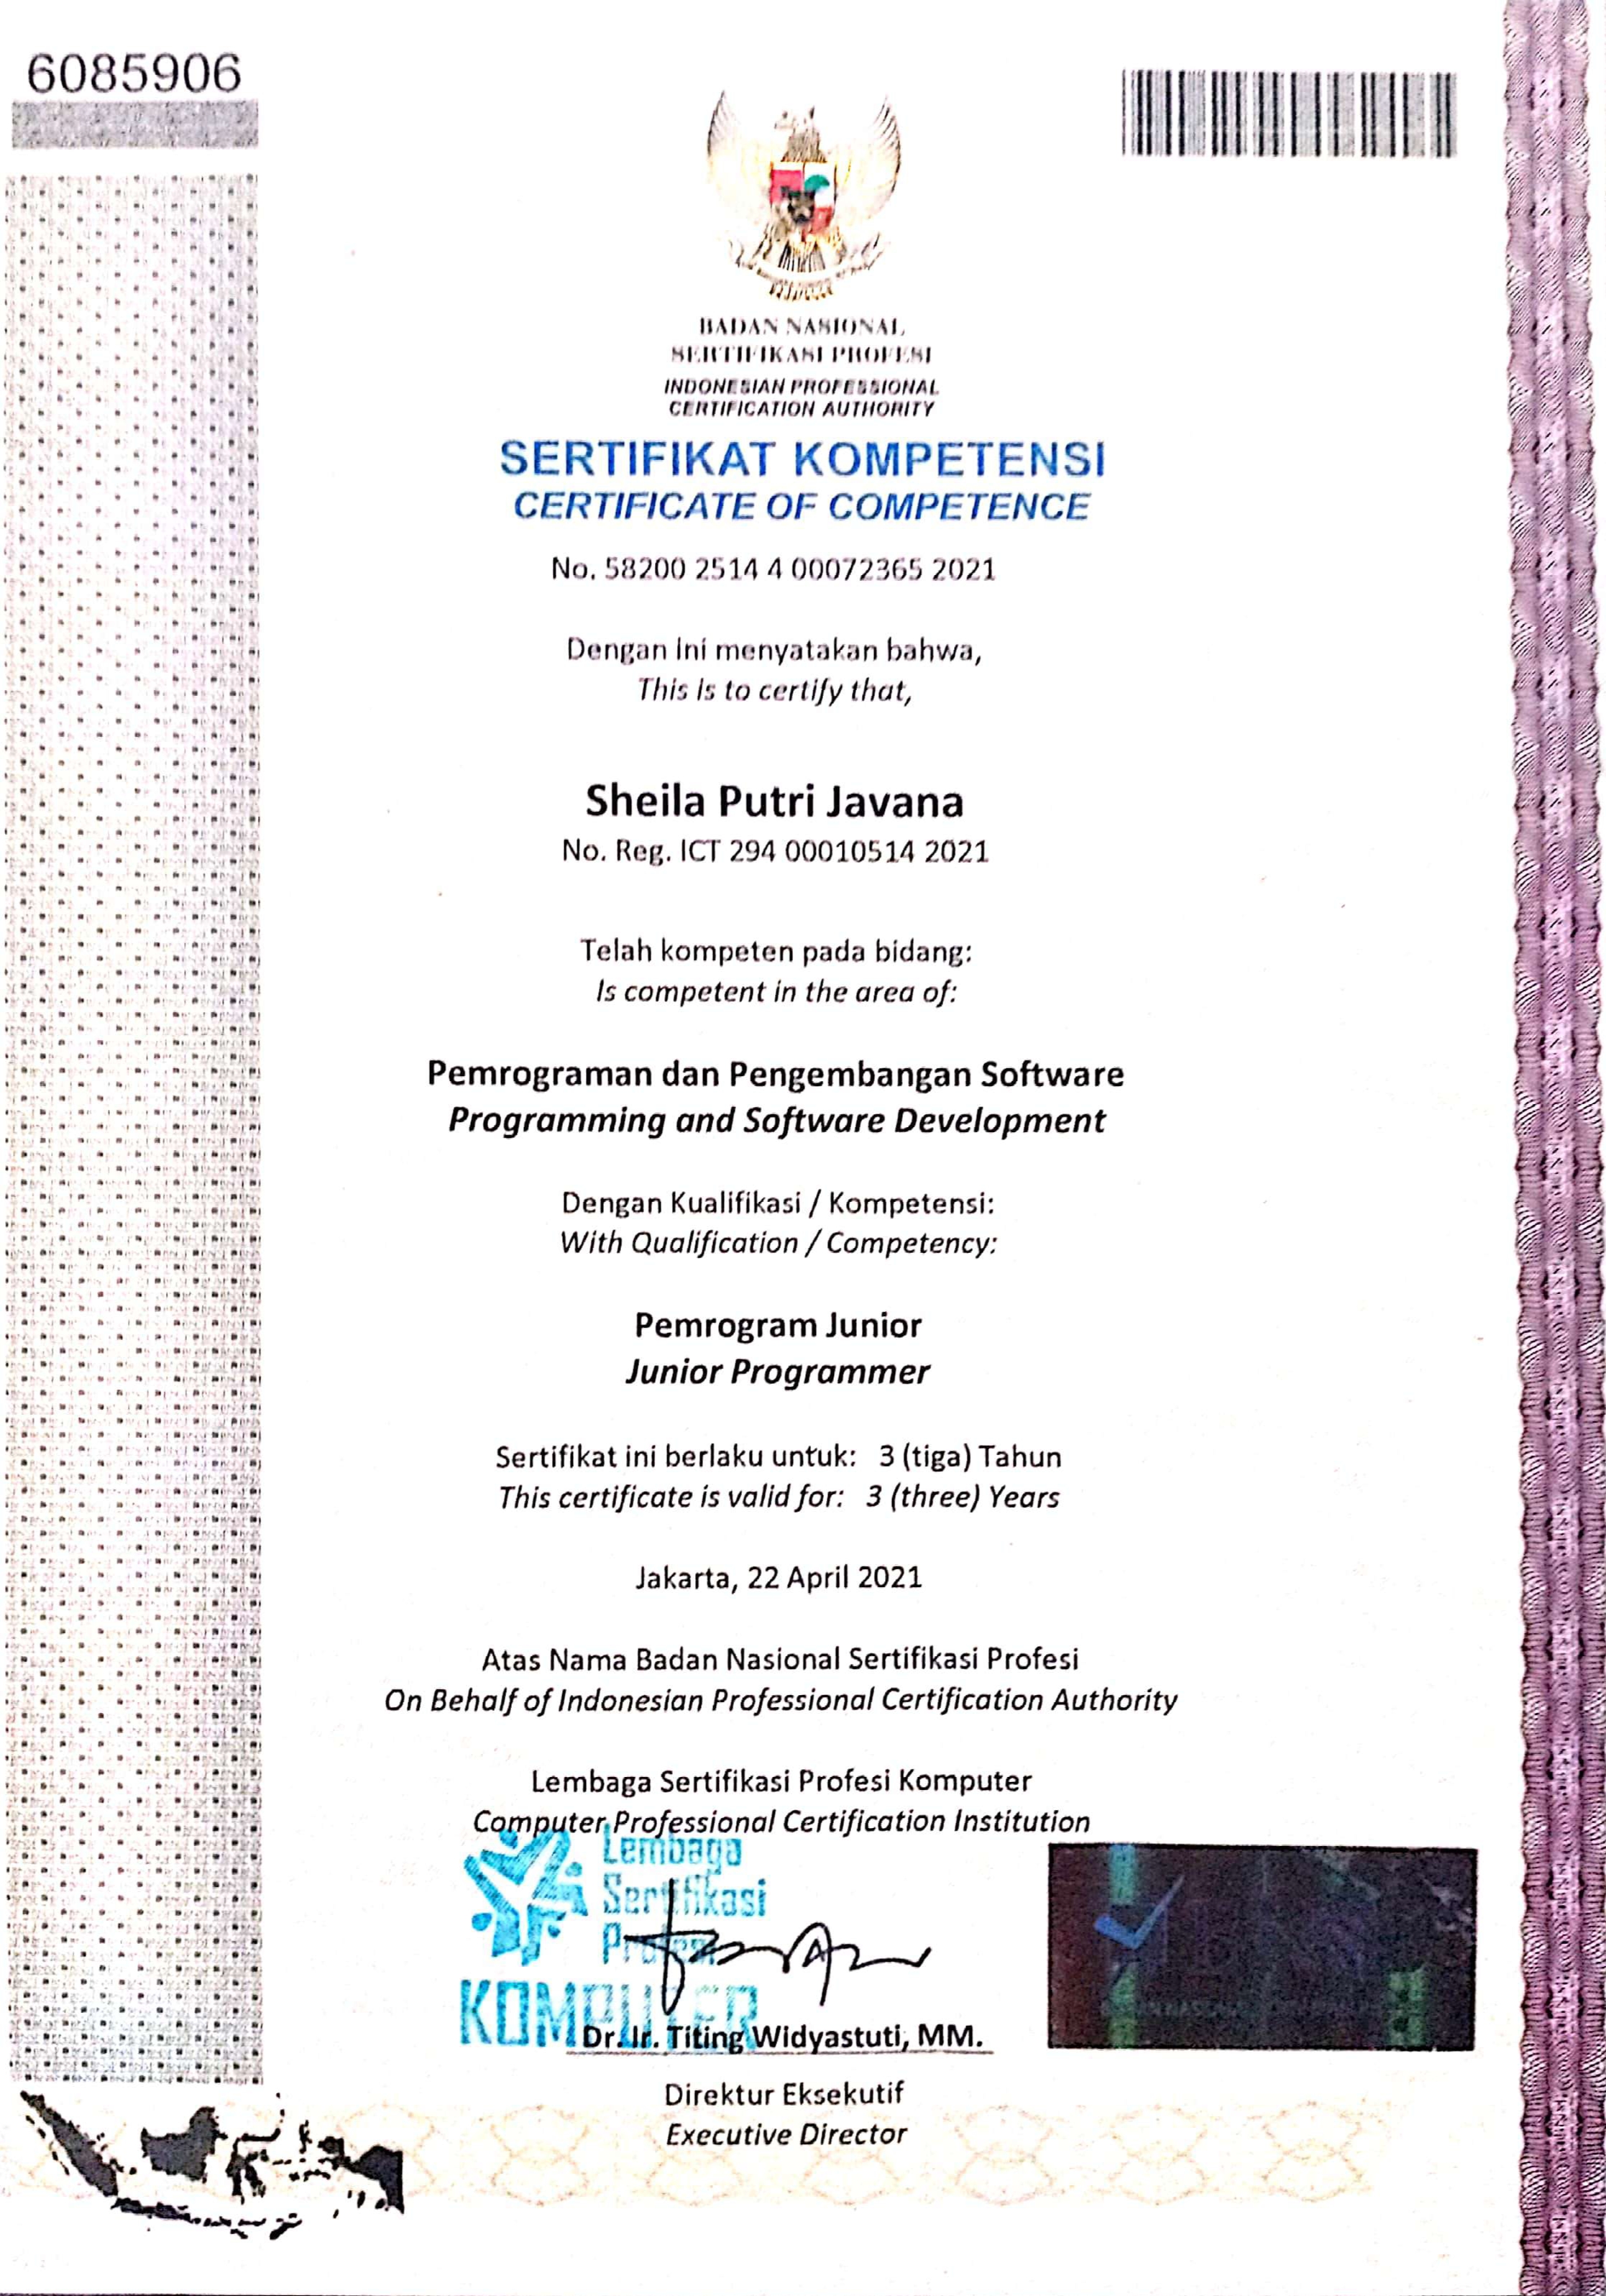 6085906
BADAN NASIONAL
SERTIFIKASI PROFESI
INDONESIAN PROFESSIONAL
CERTIFICATION AUTHORITY
SERTIFIKAT KOMPETENSI
CERTIFICATE OF COMPETENCE
No. 58200 2514 4 00072365 2021
Dengan ini menyatakan bahwa,
This is to certify that,
Sheila Putri Javana
No. Reg. ICT 294 00010514 2021
Telah kompeten pada bidang:
Is competent in the area of:
Pemrograman dan Pengembangan Software
Programming and Software Development
Dengan Kualifikasi / Kompetensi:
With Qualification / Competency:
Pemrogram Junior
Junior Programmer
Sertifikat ini berlaku untuk: 3 (tiga) Tahun
This certificate is valid for: 3 (three) Years
Jakarta, 22 April 2021
Atas Nama Badan Nasional Sertifikasi Profesi
On Behalf of Indonesian Professional Certification Authority
Lembaga Sertifikasi Profesi Komputer
Computer Professional Certification Institution
Lembaga
Sertifikasi
Profesi
KOMPUTER
Dr. Ir. Titing Widyastuti, MM.
Direktur Eksekutif
Executive Director